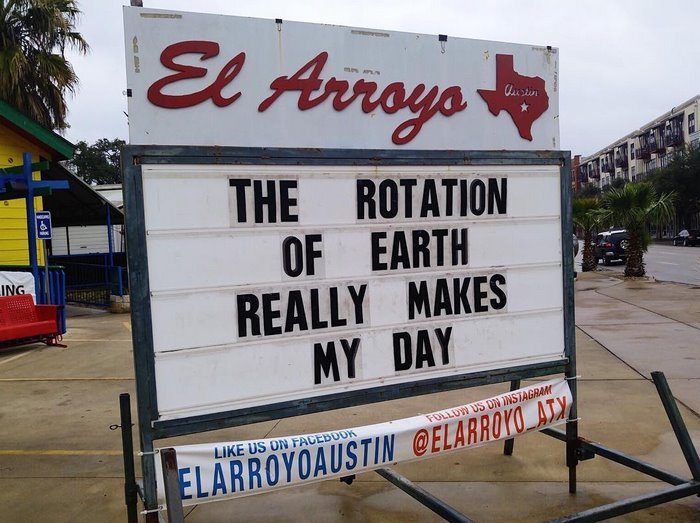 El Arroyo
Austin
THE ROTATION
OF EARTH
REALLY MAKES
MY DAY
ING
LIKE US ON FACEBOOK
ELARROYOAUSTIN
FOLLOW US ON INSTAGRAM
@ELARROYO_ATX